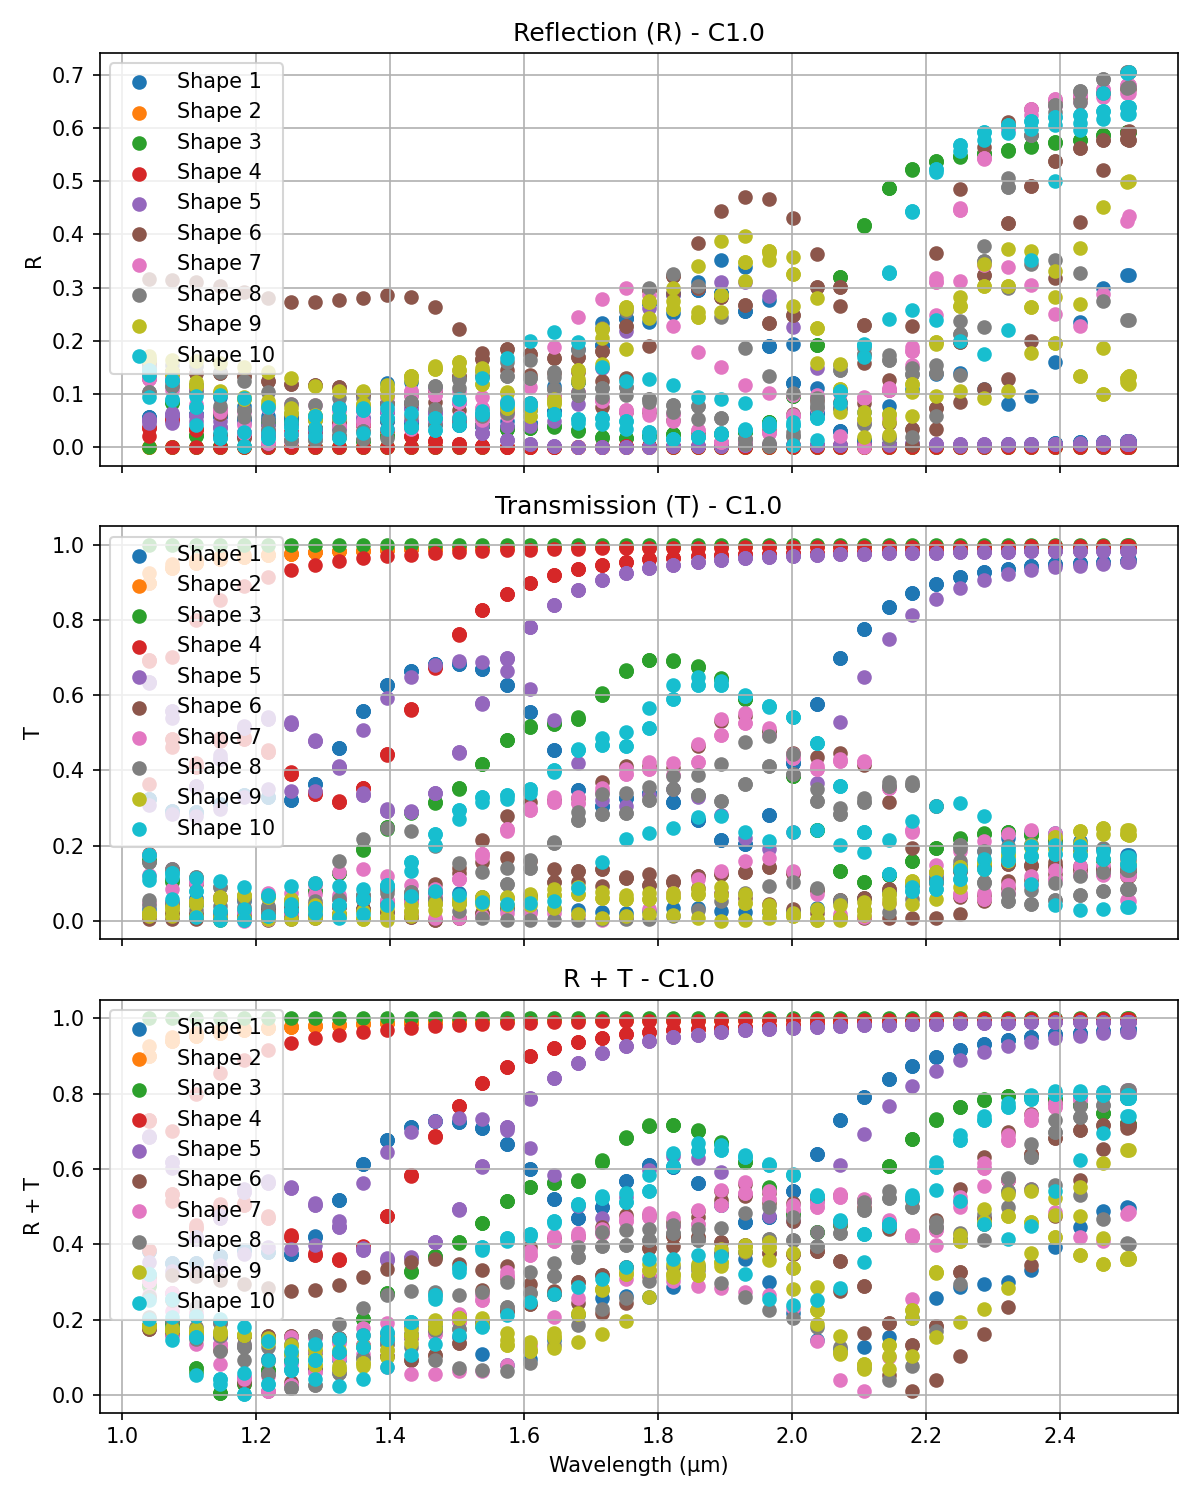 Reflection (R) - C1.0
0.7
0.6
0.5
0.4
0.3
0.2
0.1
0.0
R
Shape 1
Shape 2
Shape 3
Shape 4
Shape 5
Shape 6
Shape 7
Shape 8
Shape 9
Shape 10
Transmission (T) - C1.0
1.0
0.8
0.6
0.4
0.2
0.0
T
Shape 1
Shape 2
Shape 3
Shape 4
Shape 5
Shape 6
Shape 7
Shape 8
Shape 9
Shape 10
R + T - C1.0
1.0
0.8
0.6
0.4
0.2
0.0
R + T
Shape 1
Shape 2
Shape 3
Shape 4
Shape 5
Shape 6
Shape 7
Shape 8
Shape 9
Shape 10
1.0 1.2 1.4 1.6 1.8 2.0 2.2 2.4
Wavelength (μm)